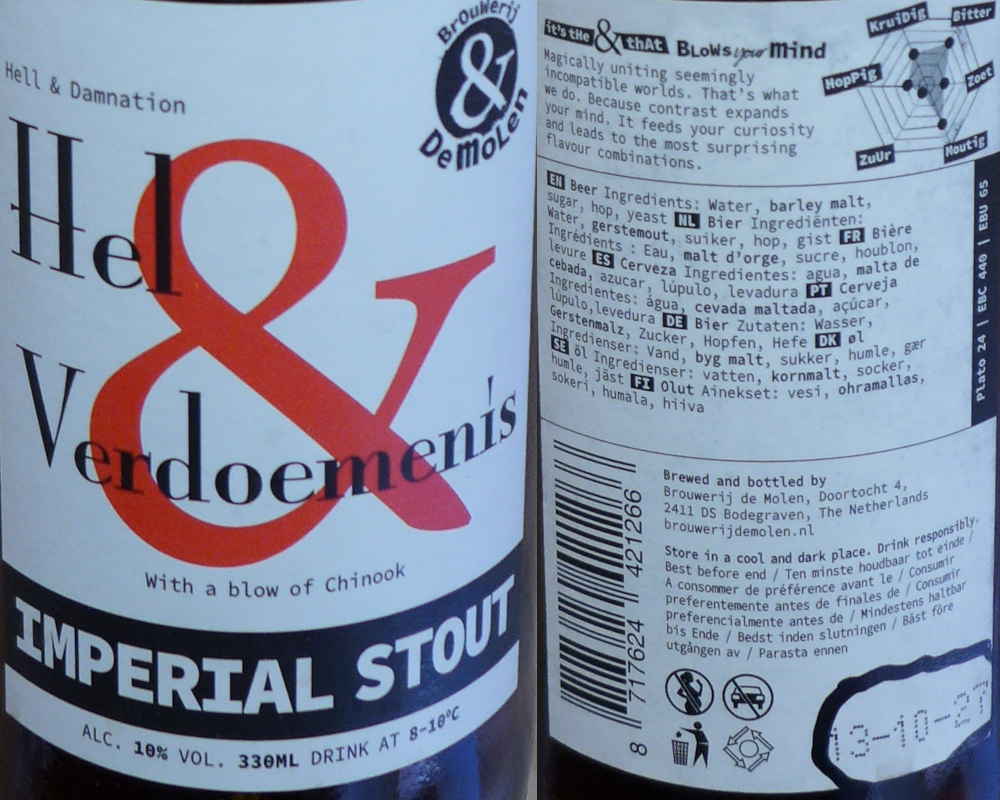 Hell & Damnation
Brouwerij
&
De Molen
Hel
&
Verdoemenis
With a blow of Chinook
IMPERIAL STOUT
ALC. 10% VOL. 330ML DRINK AT 8-10°C
it's tHe & thAt BLoWs your mind
Magically uniting seemingly
incompatible worlds. That's what
we do. Because contrast expands
your mind. It feeds your curiosity
and leads to the most surprising
flavour combinations.
KruiDig
Bitter
HopPig
Zoet
ZuUr
Moutig
EN Beer Ingredients: Water, barley malt,
sugar, hop, yeast NL Bier Ingrediënten:
Water, gerstemout, suiker, hop, gist FR Bière
Ingrédients : Eau, malt d'orge, sucre, houblon,
levure ES Cerveza Ingredientes: agua, malta de
cebada, azucar, lúpulo, levadura PT Cerveja
Ingredientes: água, cevada maltada, açúcar,
lúpulo,levedura DE Bier Zutaten: Wasser,
Gerstenmalz, Zucker, Hopfen, Hefe DK øl
Ingredienser: Vand, byg malt, sukker, humle, gær
SE öl Ingredienser: vatten, kornmalt, socker,
humle, jäst FI Olut Ainekset: vesi, ohramallas,
sokeri, humala, hiiva
Plato 24 | EBC 440 | EBU 65
8 717624 421266
Brewed and bottled by
Brouwerij de Molen, Doortocht 4,
2411 DS Bodegraven, The Netherlands
brouwerijdemolen.nl
Store in a cool and dark place. Drink responsibly.
Best before end / Ten minste houdbaar tot einde /
A consommer de préférence avant le / Consumir
preferentemente antes de finales de / Consumir
preferencialmente antes de / Mindestens haltbar
bis Ende / Bedst inden slutningen / Bäst före
utgången av / Parasta ennen